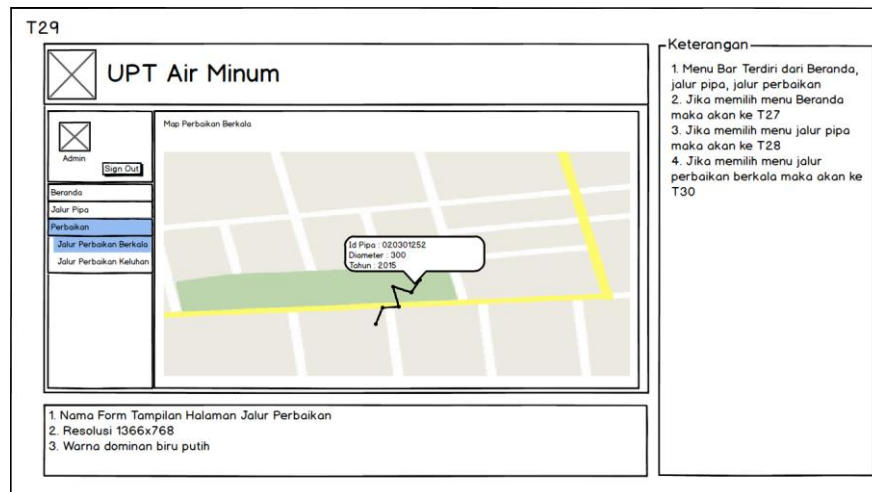 T29
UPT Air Minum
Admin
Sign Out
Beranda
Jalur Pipa
Perbaikan
Jalur Perbaikan Berkala
Jalur Perbaikan Keluhan
Map Perbaikan Berkala
Id Pipa : 020301252
Diameter : 300
Tahun : 2015
Keterangan
1. Menu Bar Terdiri dari Beranda,
jalur pipa, jalur perbaikan
2. Jika memilih menu Beranda
maka akan ke T27
3. Jika memilih menu jalur pipa
maka akan ke T28
4. Jika memilih menu jalur
perbaikan berkala maka akan ke
T30
1. Nama Form Tampilan Halaman Jalur Perbaikan
2. Resolusi 1366x768
3. Warna dominan biru putih